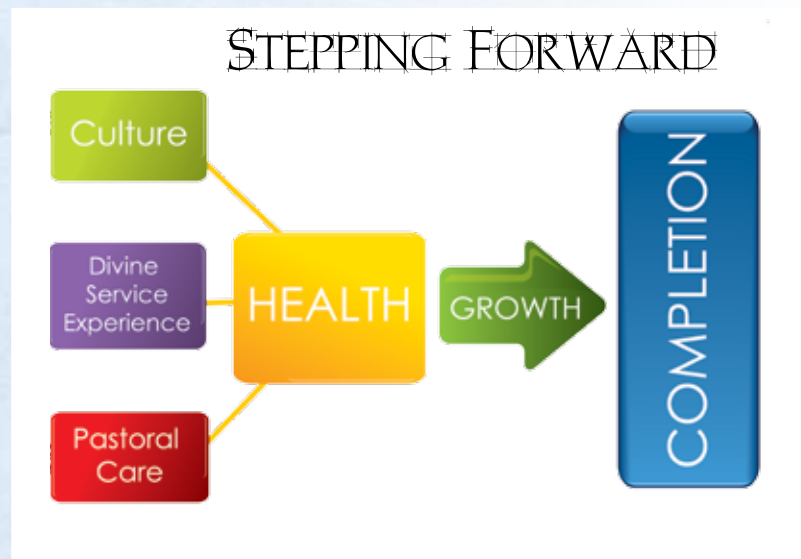 STEPPING FORWARD
Culture
Divine
Service
Experience
Pastoral
Care
HEALTH
GROWTH
COMPLETION